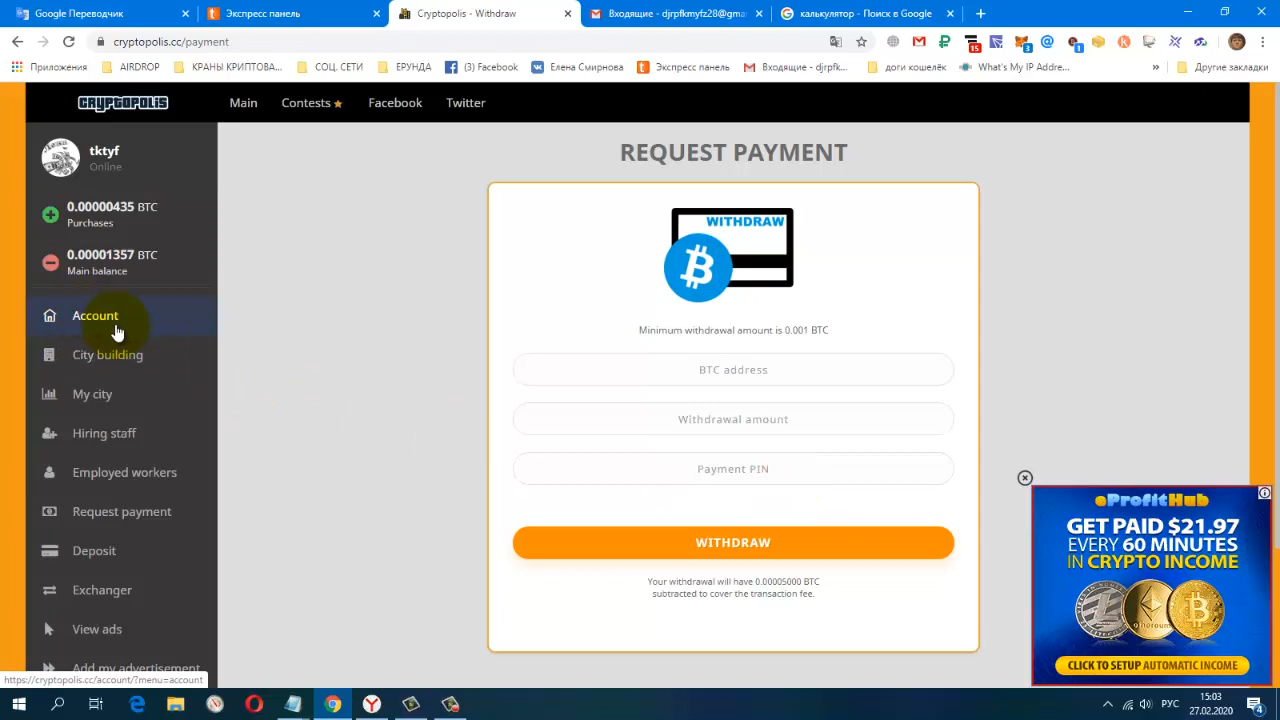 Google Переводчик
Экспресс панель
Cryptopolis - Withdraw
Входящие - djrpfkmyfz28@gma
калькулятор - Поиск в Google
cryptopolis.cc/payment
15
3
1
Приложения
AIRDROP
КРАНЫ КРИПТОВА...
СОЦ. СЕТИ
ЕРУНДА
(3) Facebook
Елена Смирнова
Экспресс панель
Входящие - djrpfk...
доги кошелёк
What's My IP Addre...
»
Другие закладки
CRYPTOPOLIS
Main
Contests
Facebook
Twitter
tktyf
Online
0.00000435 BTC
Purchases
0.00001357 BTC
Main balance
Account
City building
My city
Hiring staff
Employed workers
Request payment
Deposit
Exchanger
View ads
Add my advertisement
REQUEST PAYMENT
WITHDRAW
Minimum withdrawal amount is 0.001 BTC
BTC address
Withdrawal amount
Payment PIN
WITHDRAW
Your withdrawal will have 0.00005000 BTC
subtracted to cover the transaction fee.
eProfitHub
GET PAID $21.97
EVERY 60 MINUTES
IN CRYPTO INCOME
CLICK TO SETUP AUTOMATIC INCOME
https://cryptopolis.cc/account/?menu=account
РУС
15:03
27.02.2020
4